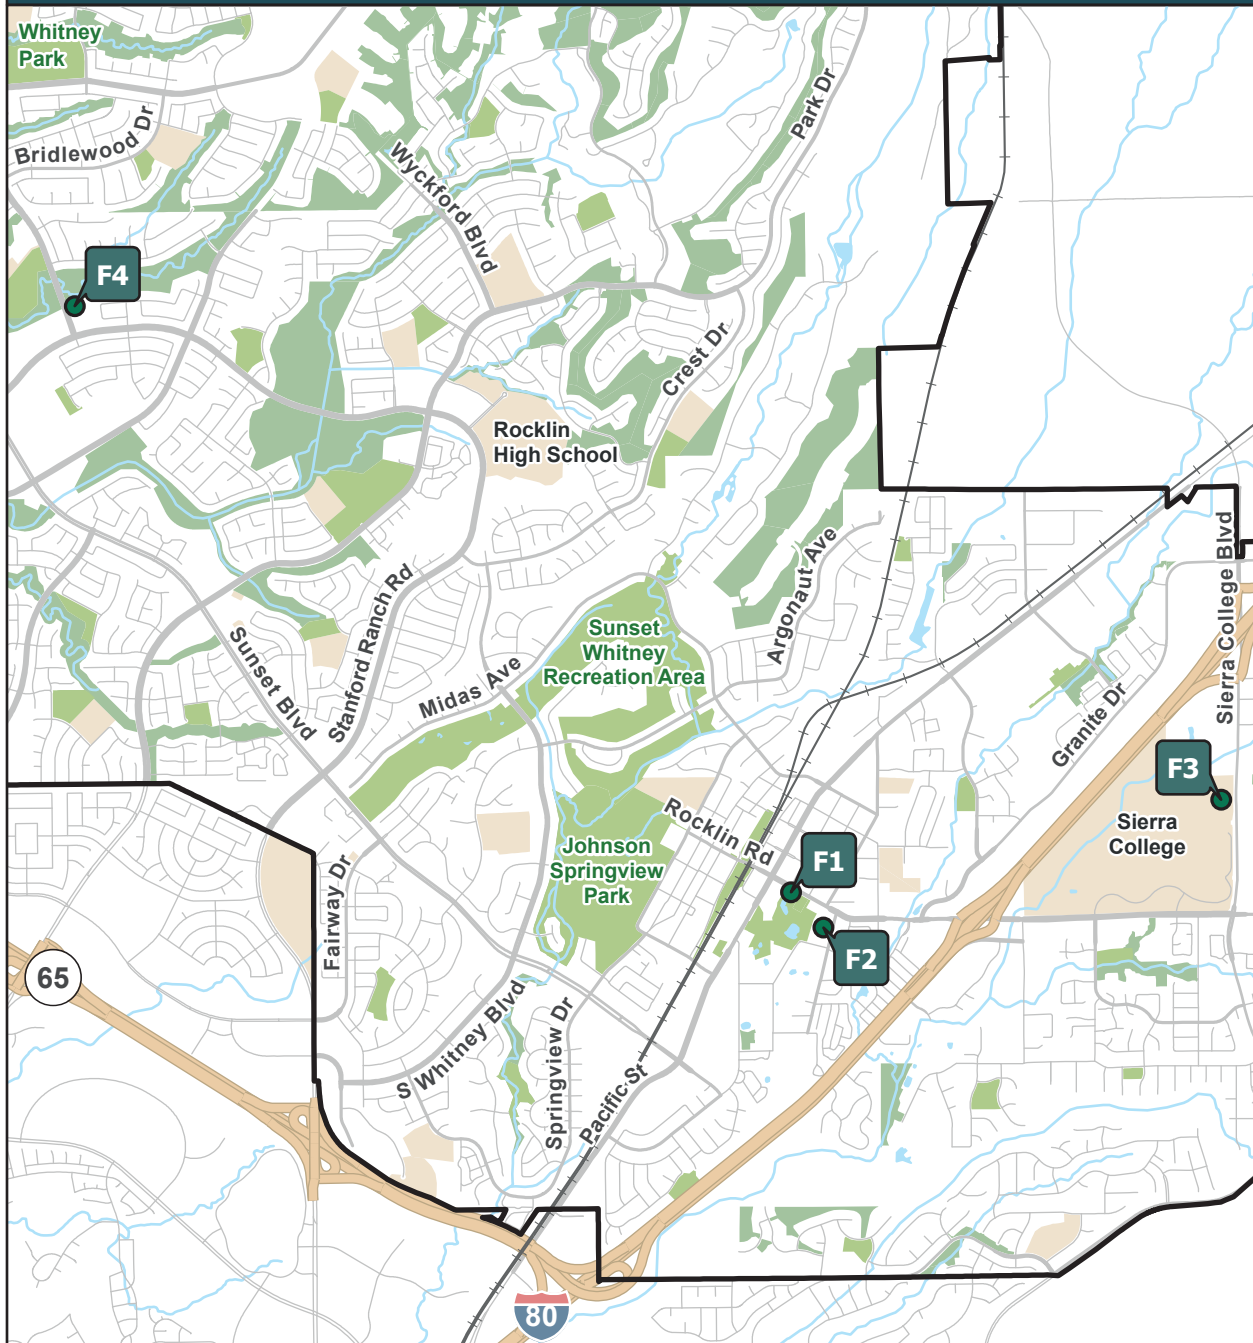 Whitney
Park
Bridlewood Dr
Park Dr
Wyckford Blvd
F4
Crest Dr
Rocklin
High School
Argonaut Ave
Sierra College Blvd
Stanford Ranch Rd
Sunset Blvd
Midas Ave
Sunset
Whitney
Recreation Area
Granite Dr
F3
Sierra
College
Rocklin Rd
Johnson
Springview
Park
F1
F2
Fairway Dr
65
S Whitney Blvd
Springview Dr
Pacific St
80